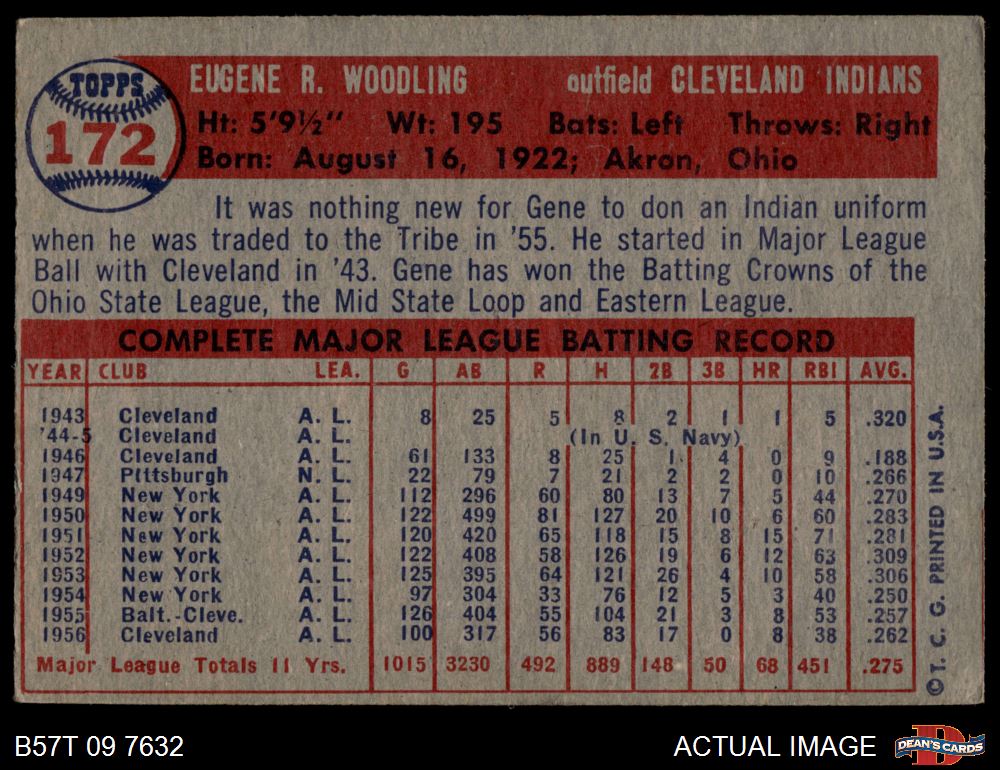 TOPPS
172
EUGENE R. WOODLING outfield CLEVELAND INDIANS
Ht: 5'9½" Wt: 195 Bats: Left Throws: Right
Born: August 16, 1922; Akron, Ohio
It was nothing new for Gene to don an Indian uniform
when he was traded to the Tribe in '55. He started in Major League
Ball with Cleveland in '43. Gene has won the Batting Crowns of the
Ohio State League, the Mid State Loop and Eastern League.
COMPLETE MAJOR LEAGUE BATTING RECORD
YEAR CLUB LEA. G AB R H 2B 3B HR RBI AVG.
1943 Cleveland A. L. 8 25 5 8 2 1 1 5 .320
'44-5 Cleveland A. L. (In U. S. Navy)
1946 Cleveland A. L. 61 133 8 25 1 4 0 9 .188
1947 Pittsburgh N. L. 22 79 7 21 2 2 0 10 .266
1949 New York A. L. 112 296 60 80 13 7 5 44 .270
1950 New York A. L. 122 499 81 127 20 10 6 60 .283
1951 New York A. L. 120 420 65 118 15 8 15 71 .281
1952 New York A. L. 122 408 58 126 19 6 12 63 .309
1953 New York A. L. 125 395 64 121 26 4 10 58 .306
1954 New York A. L. 97 304 33 76 12 5 3 40 .250
1955 Balt.-Cleve. A. L. 126 404 55 104 21 3 8 53 .257
1956 Cleveland A. L. 100 317 56 83 17 0 8 38 .262
Major League Totals 11 Yrs. 1015 3230 492 889 148 50 68 451 .275
© T. C. G. PRINTED IN U.S.A.
B57T 09 7632
ACTUAL IMAGE
D
DEAN'S CARDS